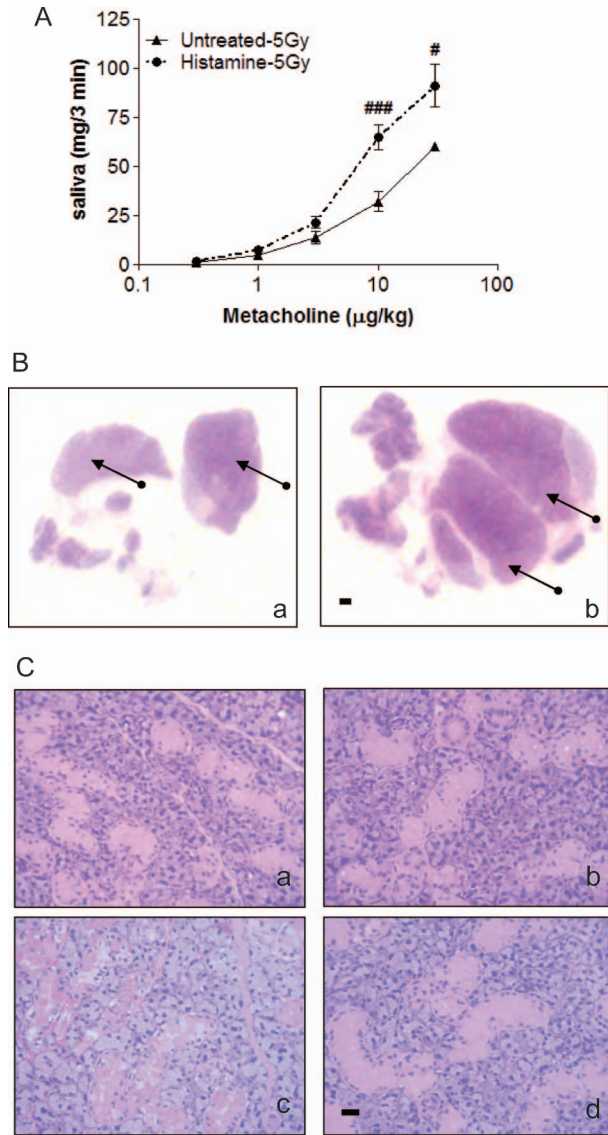 A
125
Untreated-5Gy
Histamine-5Gy
#
100
###
75
50
25
0
saliva (mg/3 min)
0.1 1 10 100
Metacholine (μg/kg)
B
a
b
C
a
b
c
d